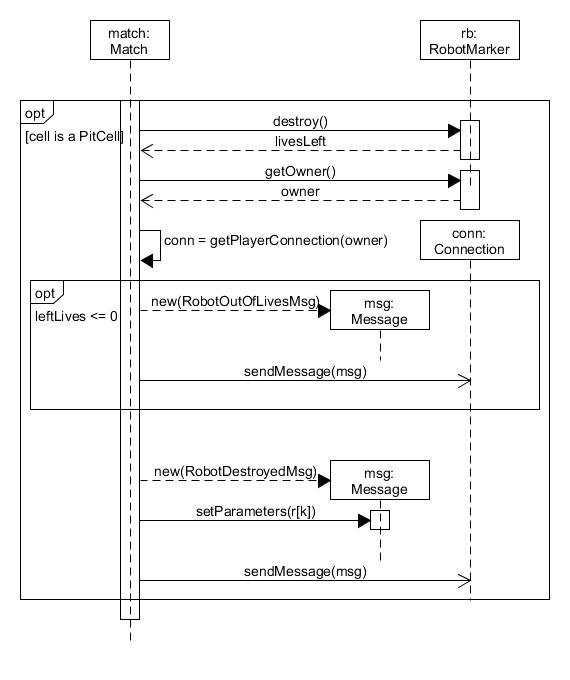 match:
Match
rb:
RobotMarker
opt
[cell is a PitCell]
destroy()
livesLeft
getOwner()
owner
conn = getPlayerConnection(owner)
conn:
Connection
opt
leftLives <= 0
new(RobotOutOfLivesMsg)
msg:
Message
sendMessage(msg)
new(RobotDestroyedMsg)
msg:
Message
setParameters(r[k])
sendMessage(msg)